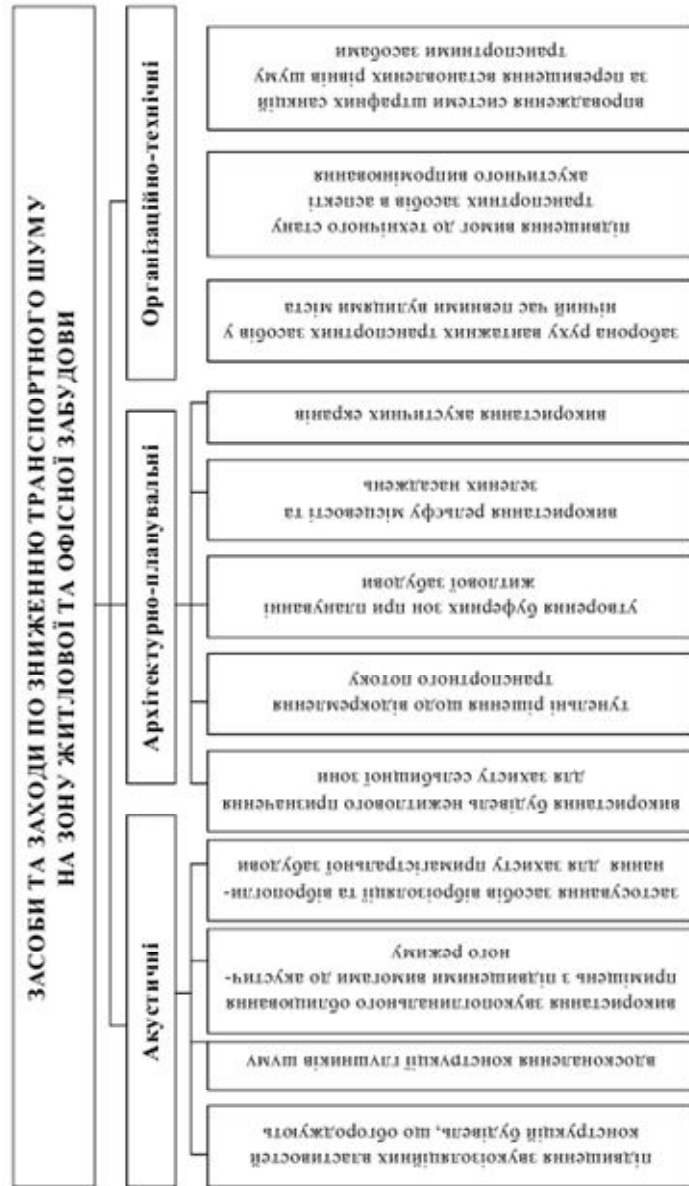 ЗАСОБИ ТА ЗАХОДИ ПО ЗНИЖЕННЮ ТРАНСПОРТНОГО ШУМУ
НА ЗОНУ ЖИТЛОВОЇ ТА ОФІСНОЇ ЗАБУДОВИ
Акустичні
підвищення звукоізоляційних властивостей
конструкцій будівель, що обгороджують
вдосконалення конструкції глушників шуму
використання звукопоглинального облицювання
приміщень з підвищеними вимогами до акустич-
ного режиму
застосування засобів віброізоляції та вібропогли-
нання для захисту примагістральної забудови
Архітектурно-планувальні
використання будівель нежитлового призначення
для захисту сельбищної зони
тунельні рішення щодо відокремлення
транспортного потоку
утворення буферних зон при плануванні
житлової забудови
використання рельєфу місцевості та
зелених насаджень
використання акустичних екранів
Організаційно-технічні
заборона руху вантажних транспортних засобів у
нічний час певними вулицями міста
підвищення вимог до технічного стану
транспортних засобів в аспекті
акустичного випромінювання
впровадження системи штрафних санкцій
за перевищення встановлених рівнів шуму
транспортними засобами